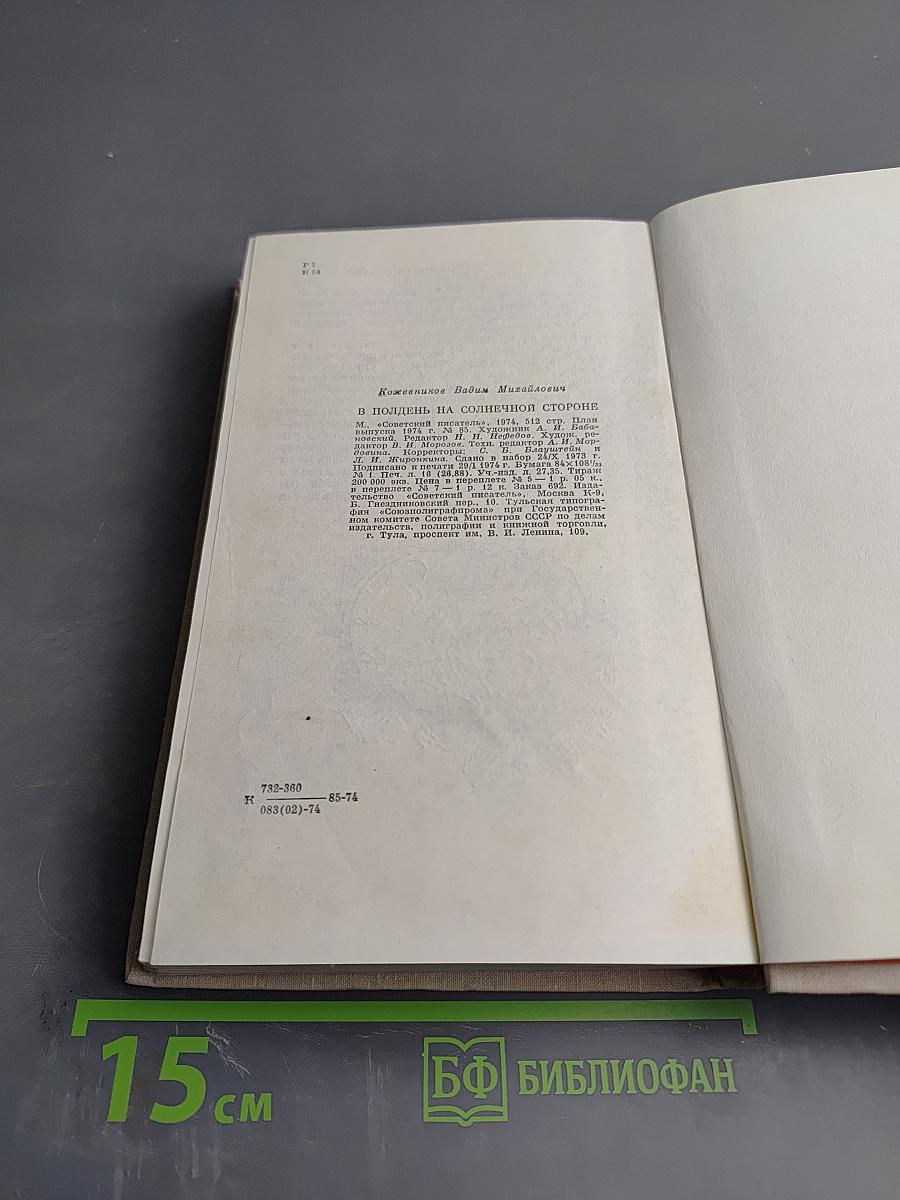 Р 2
К 58
Кожевников Вадим Михайлович
В ПОЛДЕНЬ НА СОЛНЕЧНОЙ СТОРОНЕ
М., «Советский писатель», 1974, 512 стр. План
выпуска 1974 г. № 85. Художник А. И. Баба-
новский. Редактор Н. Н. Нефедов. Худож. ре-
дактор В. И. Морозов. Техн. редактор А. И. Мор-
довина. Корректоры: С. Б. Блауштейн и
Л. И. Жиронкина. Сдано в набор 24/X 1973 г.
Подписано к печати 29/I 1974 г. Бумага 84×108¹/₃₂
№ 1. Печ. л. 16 (26,88). Уч.-изд. л. 27,35. Тираж
200 000 экз. Цена в переплете № 5 — 1 р. 05 к.,
в переплете № 7 — 1 р. 12 к. Заказ 692. Изда-
тельство «Советский писатель», Москва К-9,
Б. Гнездниковский пер., 10. Тульская типогра-
фия «Союзполиграфпрома» при Государствен-
ном комитете Совета Министров СССР по делам
издательств, полиграфии и книжной торговли,
г. Тула, проспект им. В. И. Ленина, 109.
732-360
К 85-74
083(02)-74
15 см БФ БИБЛИОФАН